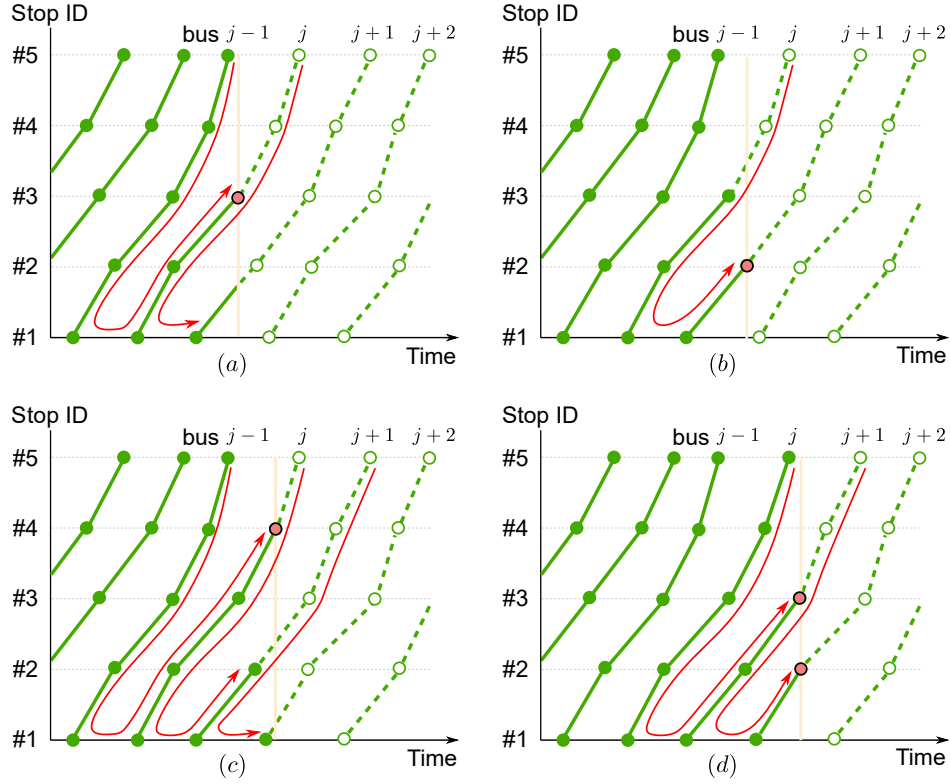 Stop ID
bus j − 1 j j + 1 j + 2
#5
#4
#3
#2
#1
Time
(a)
Stop ID
bus j − 1 j j + 1 j + 2
#5
#4
#3
#2
#1
Time
(b)
Stop ID
bus j − 1 j j + 1 j + 2
#5
#4
#3
#2
#1
Time
(c)
Stop ID
bus j − 1 j j + 1 j + 2
#5
#4
#3
#2
#1
Time
(d)